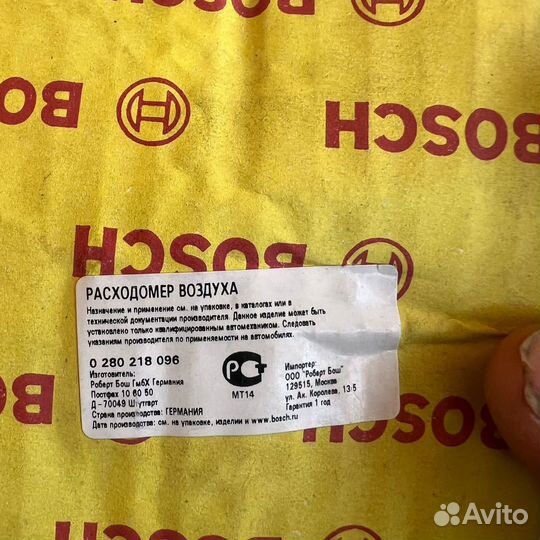 BOSCH
BOSCH
BOSCH
BOSCH
РАСХОДОМЕР ВОЗДУХА
Назначение и применение см. на упаковке, в каталогах или в
технической документации производителя. Данное изделие может быть
установлено только квалифицированным автомехаником. Следовать
указаниям производителя по применяемости на автомобилях.
0 280 218 096
Изготовитель:
Роберт Бош ГмбХ Германия
Постфах 10 60 50
Д - 70049 Штутгарт
Страна производства: ГЕРМАНИЯ
Дата производства: см. на упаковке, изделии и www.bosch.ru
РСТ
МТ14
Импортер:
ООО "Роберт Бош"
129515, Москва
ул. Ак. Королева, 13/5
Гарантия 1 год
BOSCH
BOSCH
Avito